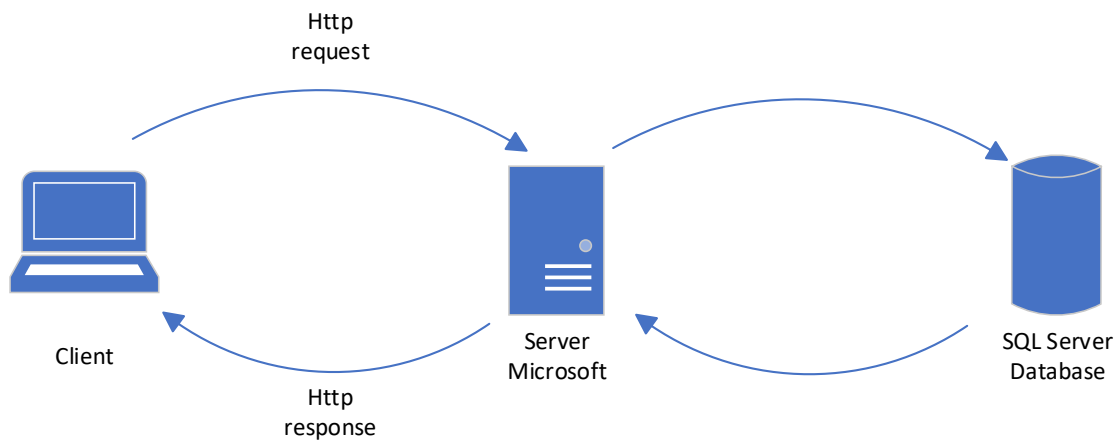 Http
request
Client
Server
Microsoft
SQL Server
Database
Http
response